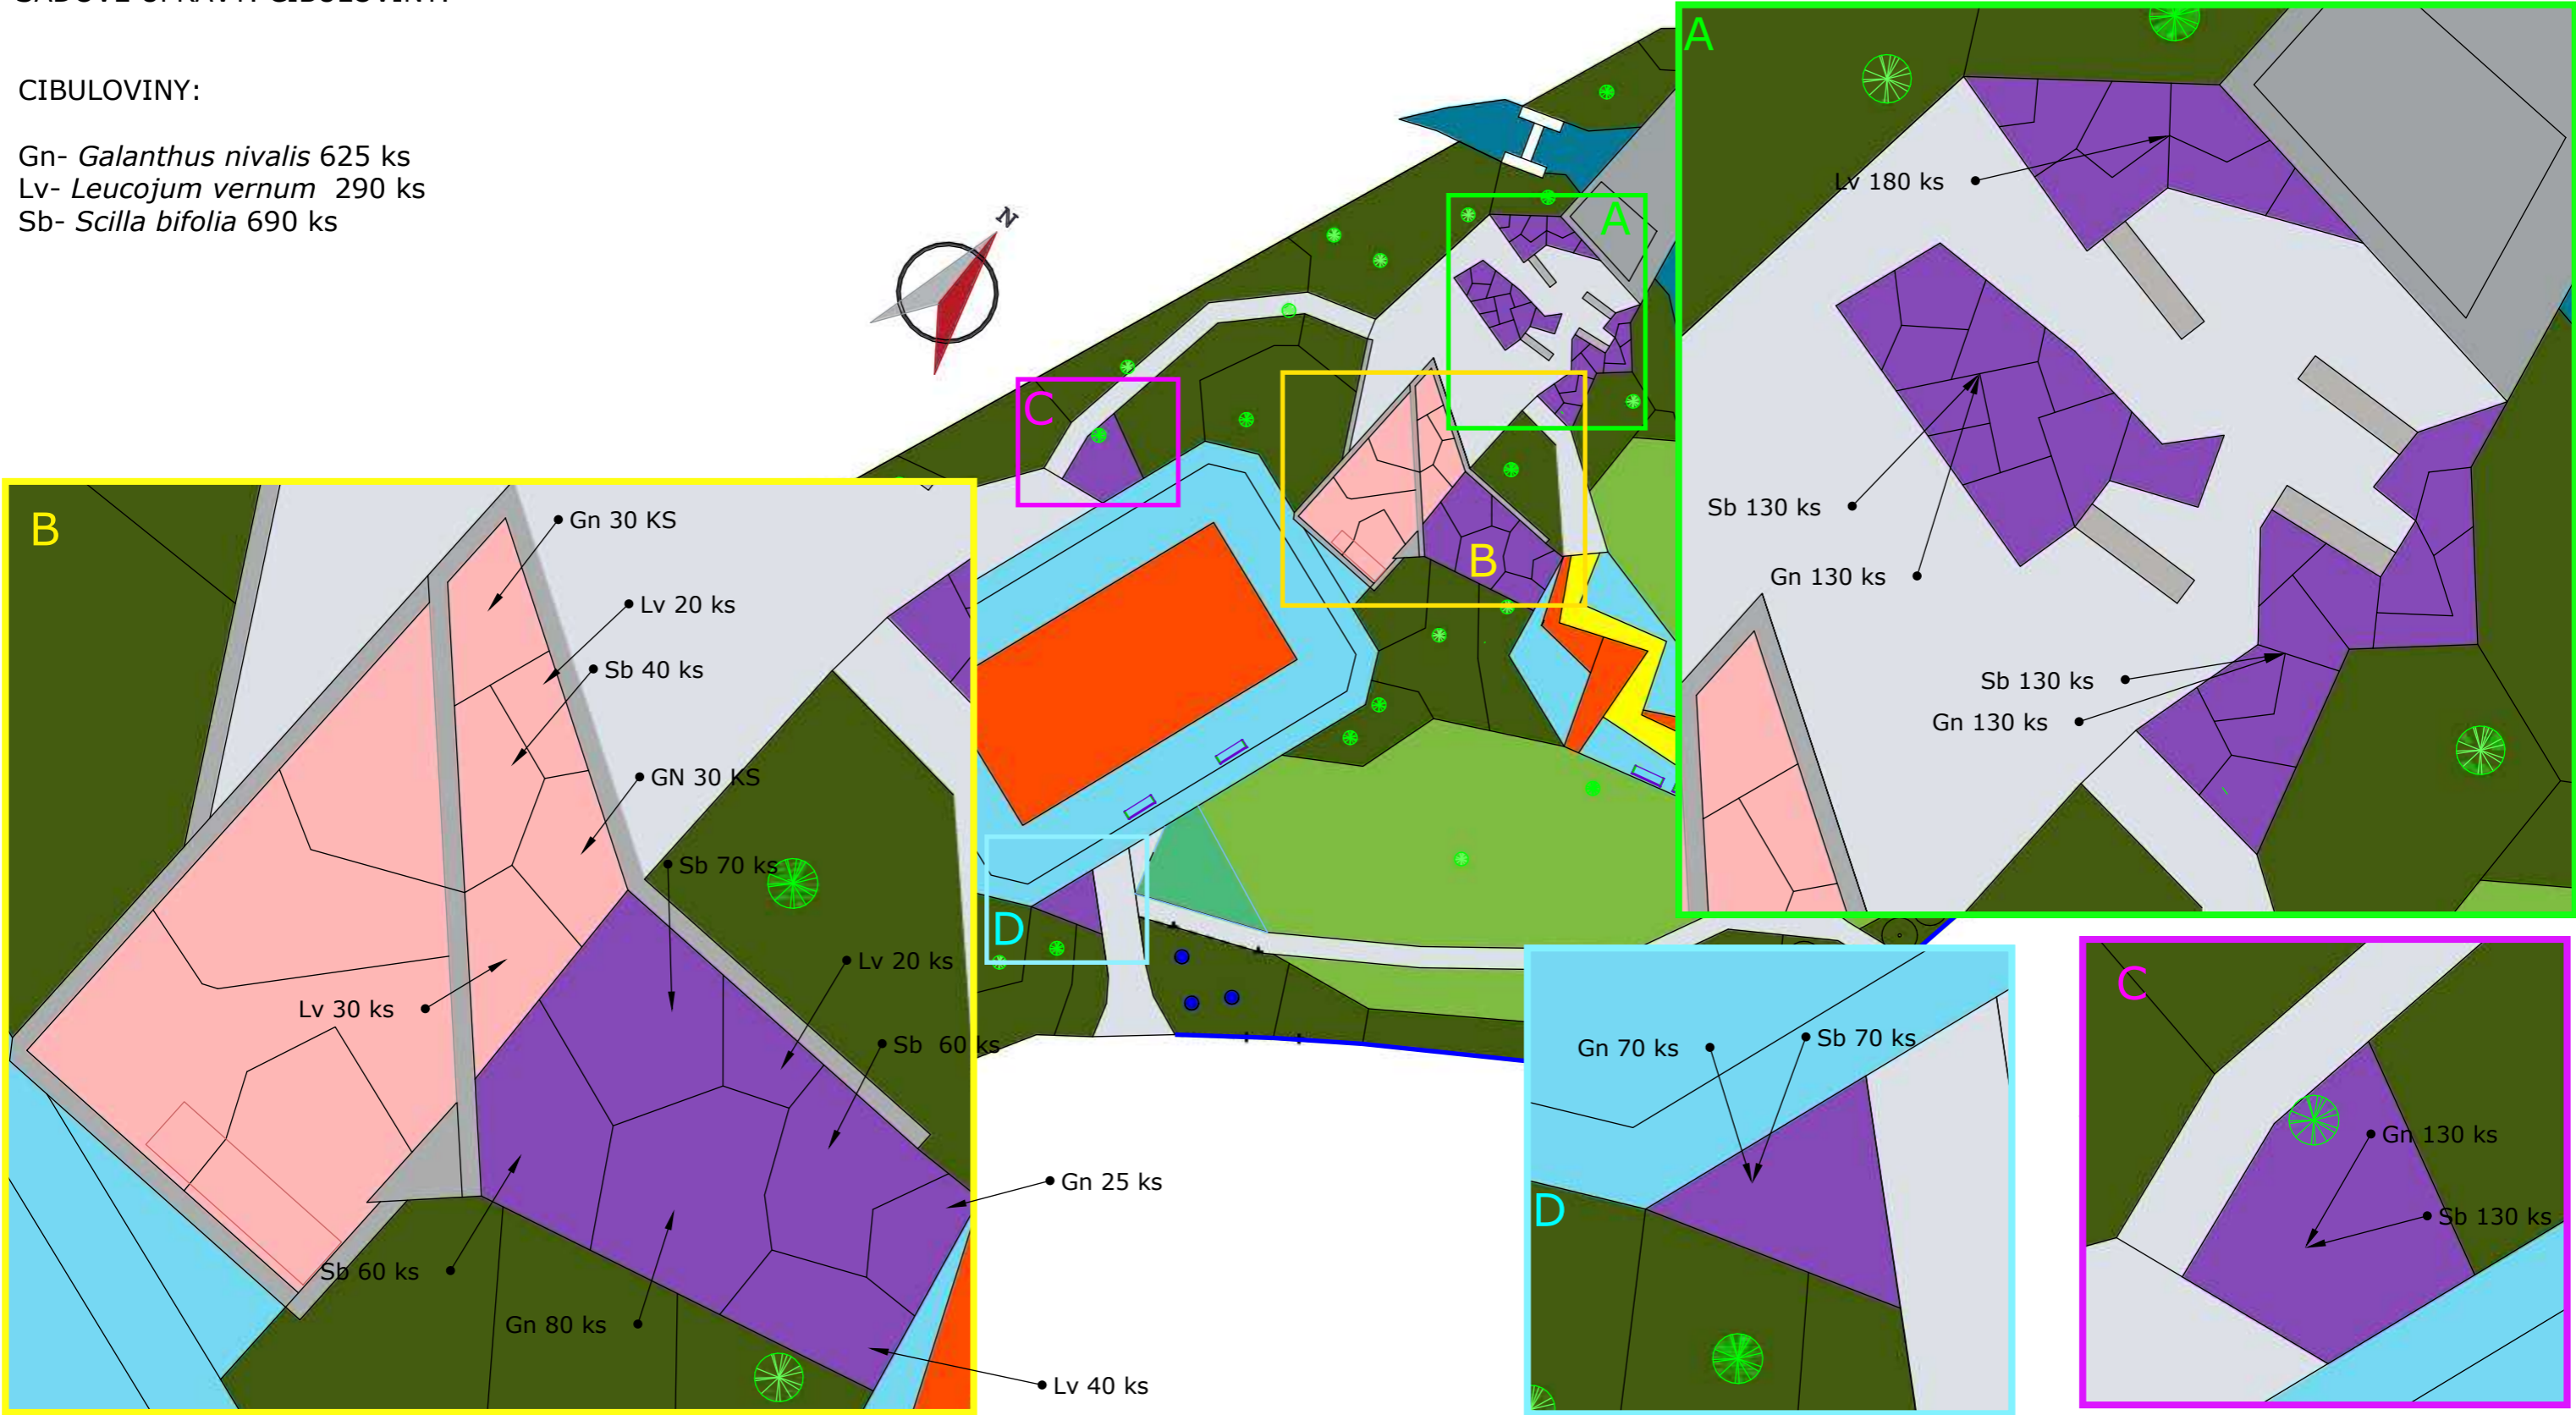 CIBULOVINY:
Gn- Galanthus nivalis 625 ks
Lv- Leucojum vernum 290 ks
Sb- Scilla bifolia 690 ks
N
A
B
C
D
A
Lv 180 ks
Sb 130 ks
Gn 130 ks
Sb 130 ks
Gn 130 ks
B
Gn 30 KS
Lv 20 ks
Sb 40 ks
GN 30 KS
Sb 70 ks
Lv 20 ks
Lv 30 ks
Sb 60 ks
Gn 25 ks
Sb 60 ks
Gn 80 ks
Lv 40 ks
D
Gn 70 ks
Sb 70 ks
C
Gn 130 ks
Sb 130 ks